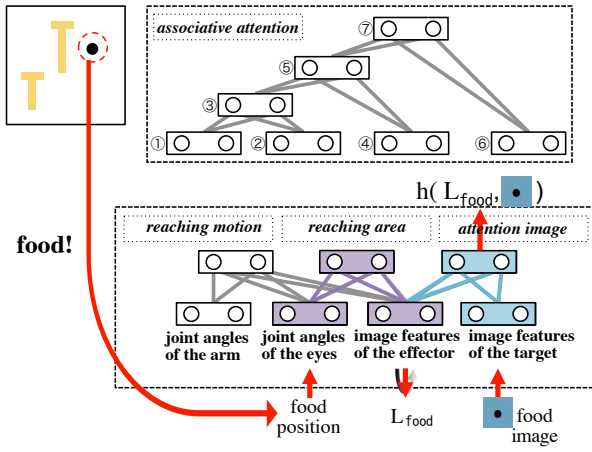 associative attention
⑦
⑤
③
① ② ④ ⑥
h( L food, )
reaching motion reaching area attention image
food!
joint angles of the arm
joint angles of the eyes
image features of the effector
image features of the target
food position
L food
food image